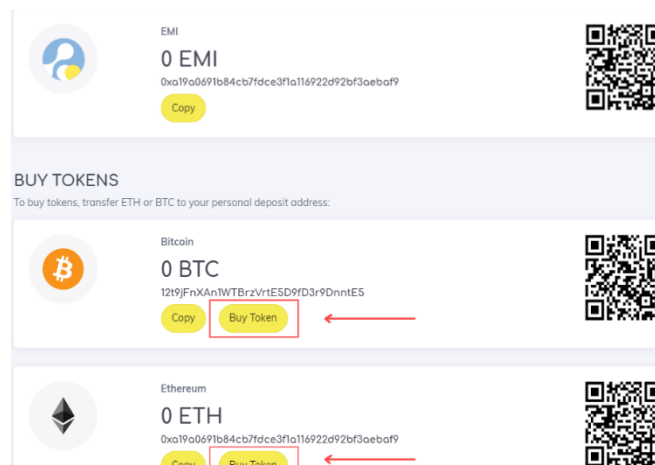 EMI
0 EMI
0xa19a0691b84cb7fdce3f1a116922d92bf3aebaf9
Copy
BUY TOKENS
To buy tokens, transfer ETH or BTC to your personal deposit address:
Bitcoin
0 BTC
12t9jFnXAn1WTBrzVrtE5D9fD3r9DnntE5
Copy Buy Token
Ethereum
0 ETH
0xa19a0691b84cb7fdce3f1a116922d92bf3aebaf9
Copy Buy Token